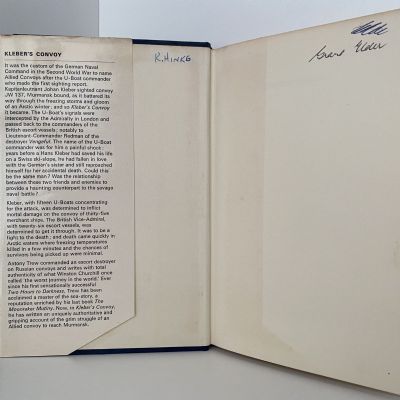 KLEBER'S CONVOY
It was the custom of the German Naval
Command in the Second World War to name
Allied Convoys after the U-Boat commander
who made the first sighting report.
Kapitanleutnant Johan Kleber sighted convoy
JW 137, Murmansk bound, as it battered its
way through the freezing storms and gloom
of an Arctic winter; and so Kleber's Convoy
it became. The U-Boat's signals were
intercepted by the Admiralty in London and
passed back to the commanders of the
British escort vessels; notably to
Lieutenant-Commander Redman of the
destroyer Vengeful. The name of the U-Boat
commander was for him a painful shock:
years before a Hans Kleber had saved his life
on a Swiss ski-slope, he had fallen in love
with the German's sister and still reproached
himself for her accidental death. Could this
be the same man? Was the relationship
between those two friends and enemies to
provide a haunting counterpart to the savage
naval battle?
Kleber, with fifteen U-Boats concentrating
for the attack, was determined to inflict
mortal damage on the convoy of thirty-five
merchant ships. The British Vice-Admiral,
with twenty-six escort vessels, was
determined to get it through. It was to be a
fight to the death; and death came quickly in
Arctic waters where freezing temperatures
killed in a few minutes and the chances of
survivors being picked up were minimal.
Antony Trew commanded an escort destroyer
on Russian convoys and writes with total
authenticity of what Winston Churchill once
called 'the worst journey in the world.' Ever
since his first sensationally successful
Two Hours to Darkness, Trew has been
acclaimed a master of the sea-story, a
reputation enriched by his last book The
Moonraker Mutiny. Now, in Kleber's Convoy,
he has written an uniquely authoritative and
gripping account of the grim struggle of an
Allied convoy to reach Murmansk.
R. HINKS
Elder